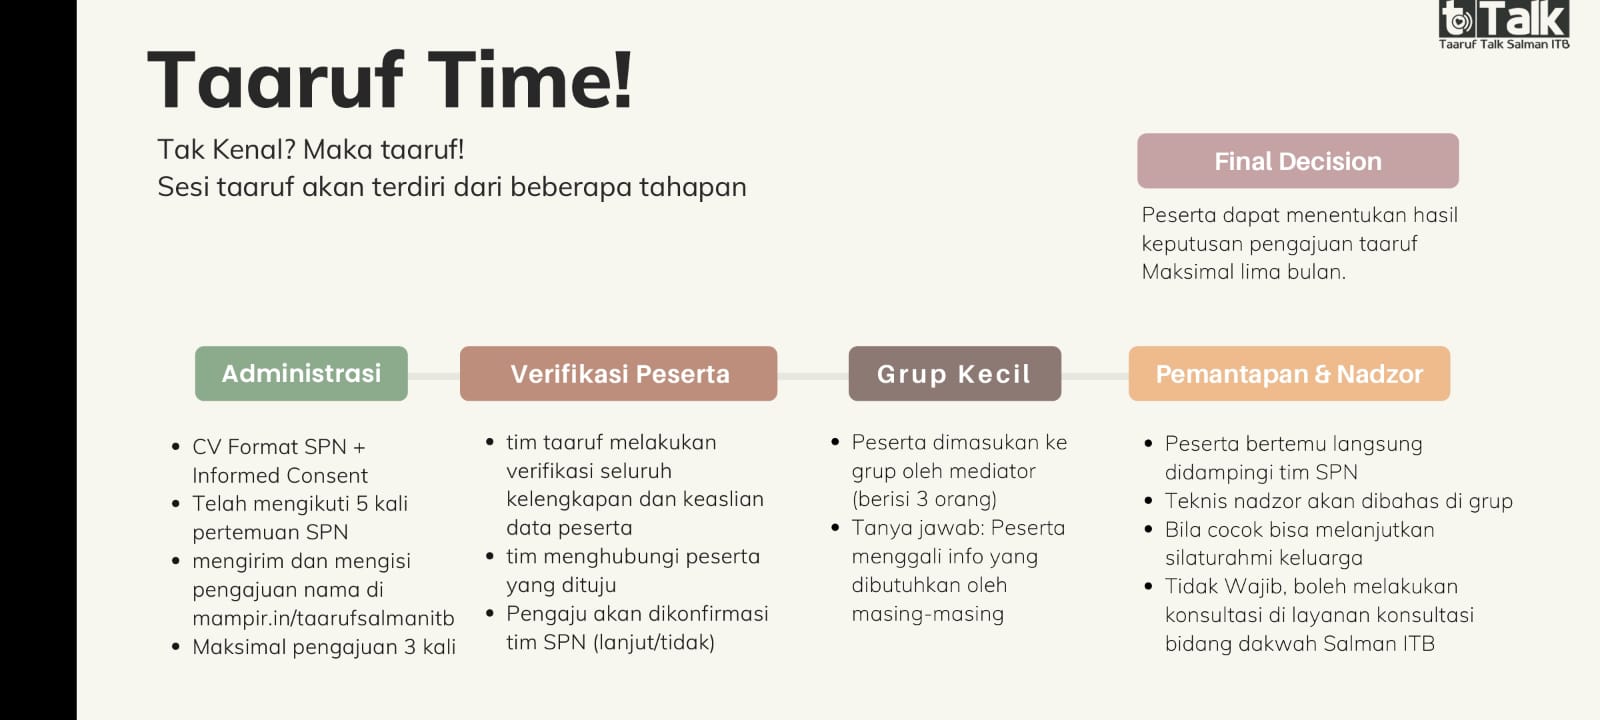 t Talk
Taaruf Talk Salman ITB
Taaruf Time!
Tak Kenal? Maka taaruf!
Sesi taaruf akan terdiri dari beberapa tahapan
Final Decision
Peserta dapat menentukan hasil
keputusan pengajuan taaruf
Maksimal lima bulan.
Administrasi
• CV Format SPN +
Informed Consent
• Telah mengikuti 5 kali
pertemuan SPN
• mengirim dan mengisi
pengajuan nama di
mampir.in/taarufsalmanitb
• Maksimal pengajuan 3 kali
Verifikasi Peserta
• tim taaruf melakukan
verifikasi seluruh
kelengkapan dan keaslian
data peserta
• tim menghubungi peserta
yang dituju
• Pengaju akan dikonfirmasi
tim SPN (lanjut/tidak)
Grup Kecil
• Peserta dimasukan ke
grup oleh mediator
(berisi 3 orang)
• Tanya jawab: Peserta
menggali info yang
dibutuhkan oleh
masing-masing
Pemantapan & Nadzor
• Peserta bertemu langsung
didampingi tim SPN
• Teknis nadzor akan dibahas di grup
• Bila cocok bisa melanjutkan
silaturahmi keluarga
• Tidak Wajib, boleh melakukan
konsultasi di layanan konsultasi
bidang dakwah Salman ITB